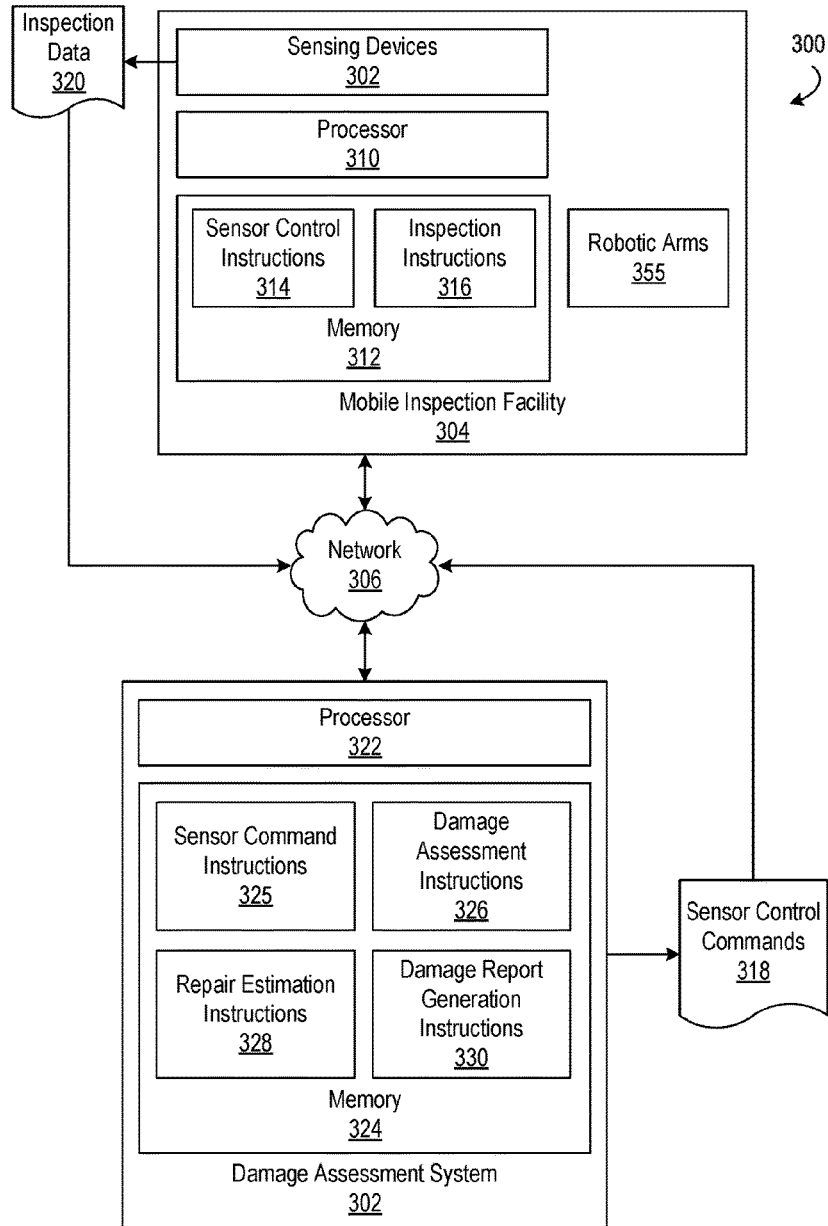 Inspection
Data
320
300
Sensing Devices
302
Processor
310
Sensor Control
Instructions
314
Inspection
Instructions
316
Memory
312
Robotic Arms
355
Mobile Inspection Facility
304
Network
306
Processor
322
Sensor Command
Instructions
325
Damage
Assessment
Instructions
326
Repair Estimation
Instructions
328
Damage Report
Generation
Instructions
330
Memory
324
Damage Assessment System
302
Sensor Control
Commands
318